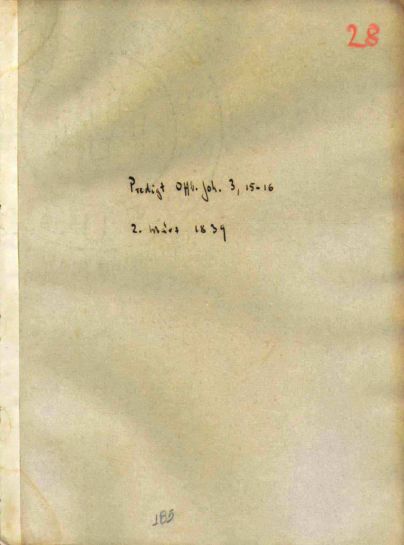 28
Predigt Offb. Joh. 3, 15-16
2. März 1839
185